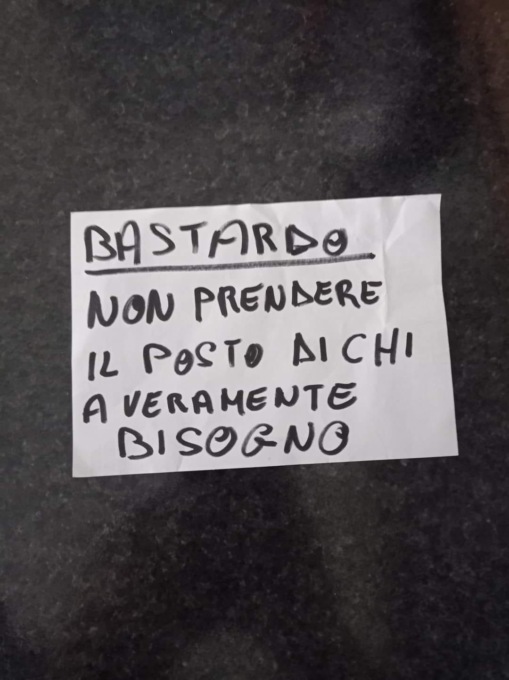 BASTARDO
NON PRENDERE
IL POSTO DI CHI
A VERAMENTE
BISOGNO